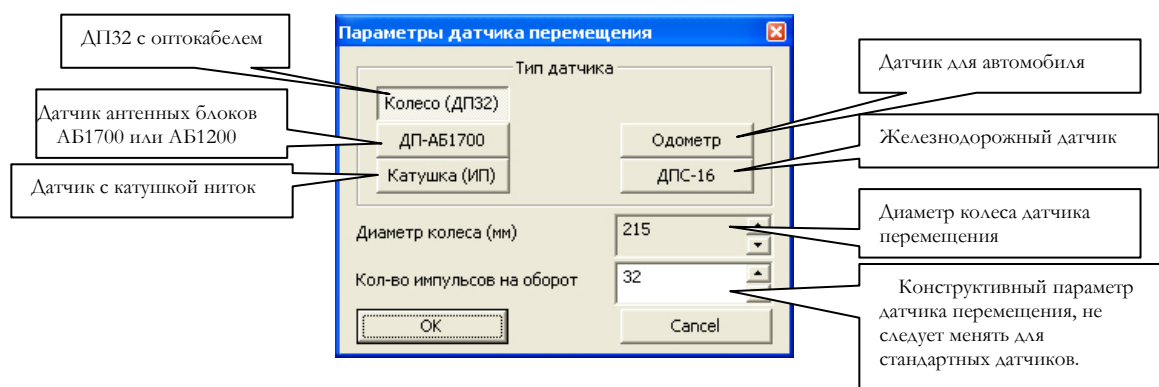 ДП32 с оптокабелем
Датчик антенных блоков
АБ1700 или АБ1200
Датчик с катушкой ниток
Параметры датчика перемещения
Тип датчика
Колесо (ДП32)
ДП-АБ1700
Катушка (ИП)
Одометр
ДПС-16
Диаметр колеса (мм)
215
Кол-во импульсов на оборот
32
OK
Cancel
Датчик для автомобиля
Железнодорожный датчик
Диаметр колеса датчика
перемещения
Конструктивный параметр
датчика перемещения, не
следует менять для
стандартных датчиков.